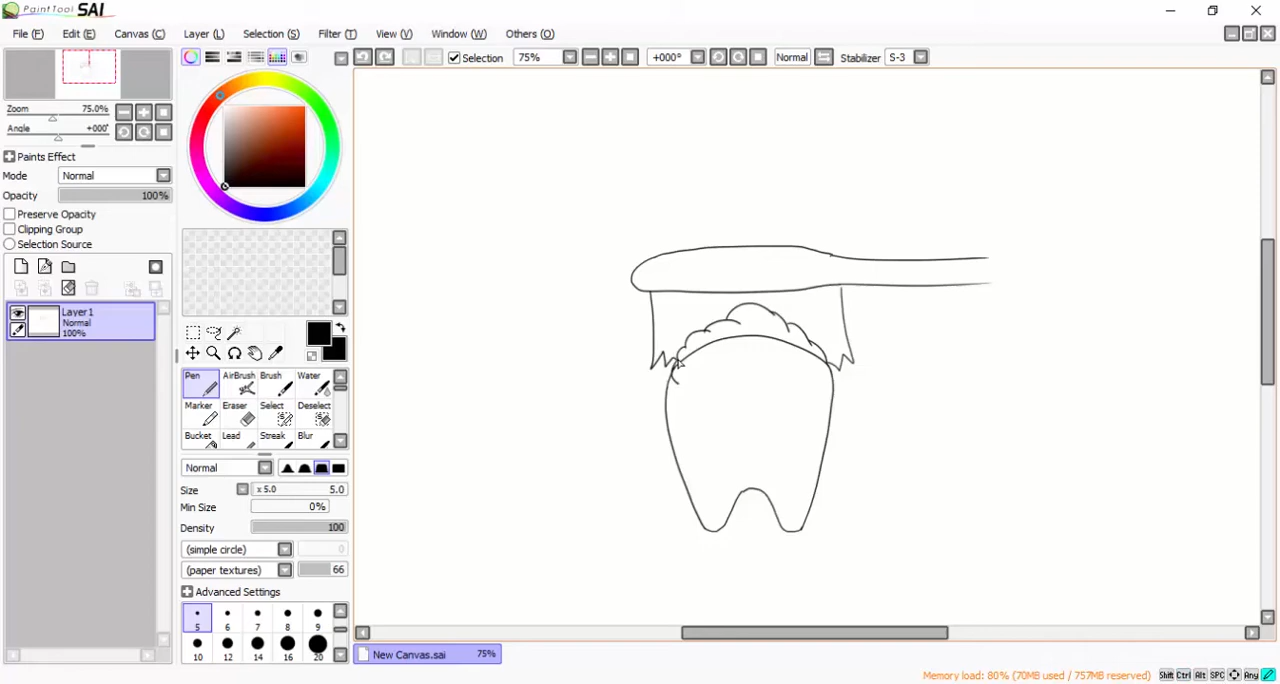 PaintTool SAI
File (F) Edit (E) Canvas (C) Layer (L) Selection (S) Filter (T) View (V) Window (W) Others (O)
Selection 75% +000° Normal Stabilizer S-3
Zoom 75.0%
Angle +000°
Paints Effect
Mode Normal
Opacity 100%
Preserve Opacity
Clipping Group
Selection Source
Layer1
Normal
100%
Pen AirBrush Brush Water
Marker Eraser Select Deselect
Bucket Lead Streak Blur
Normal
Size x 5.0 5.0
Min Size 0%
Density 100
(simple circle) 0
(paper textures) 66
Advanced Settings
5 6 7 8 9
10 12 14 16 20
New Canvas.sai 75%
Memory load: 80% (70MB used / 757MB reserved) Shift Ctrl Alt SPC Any